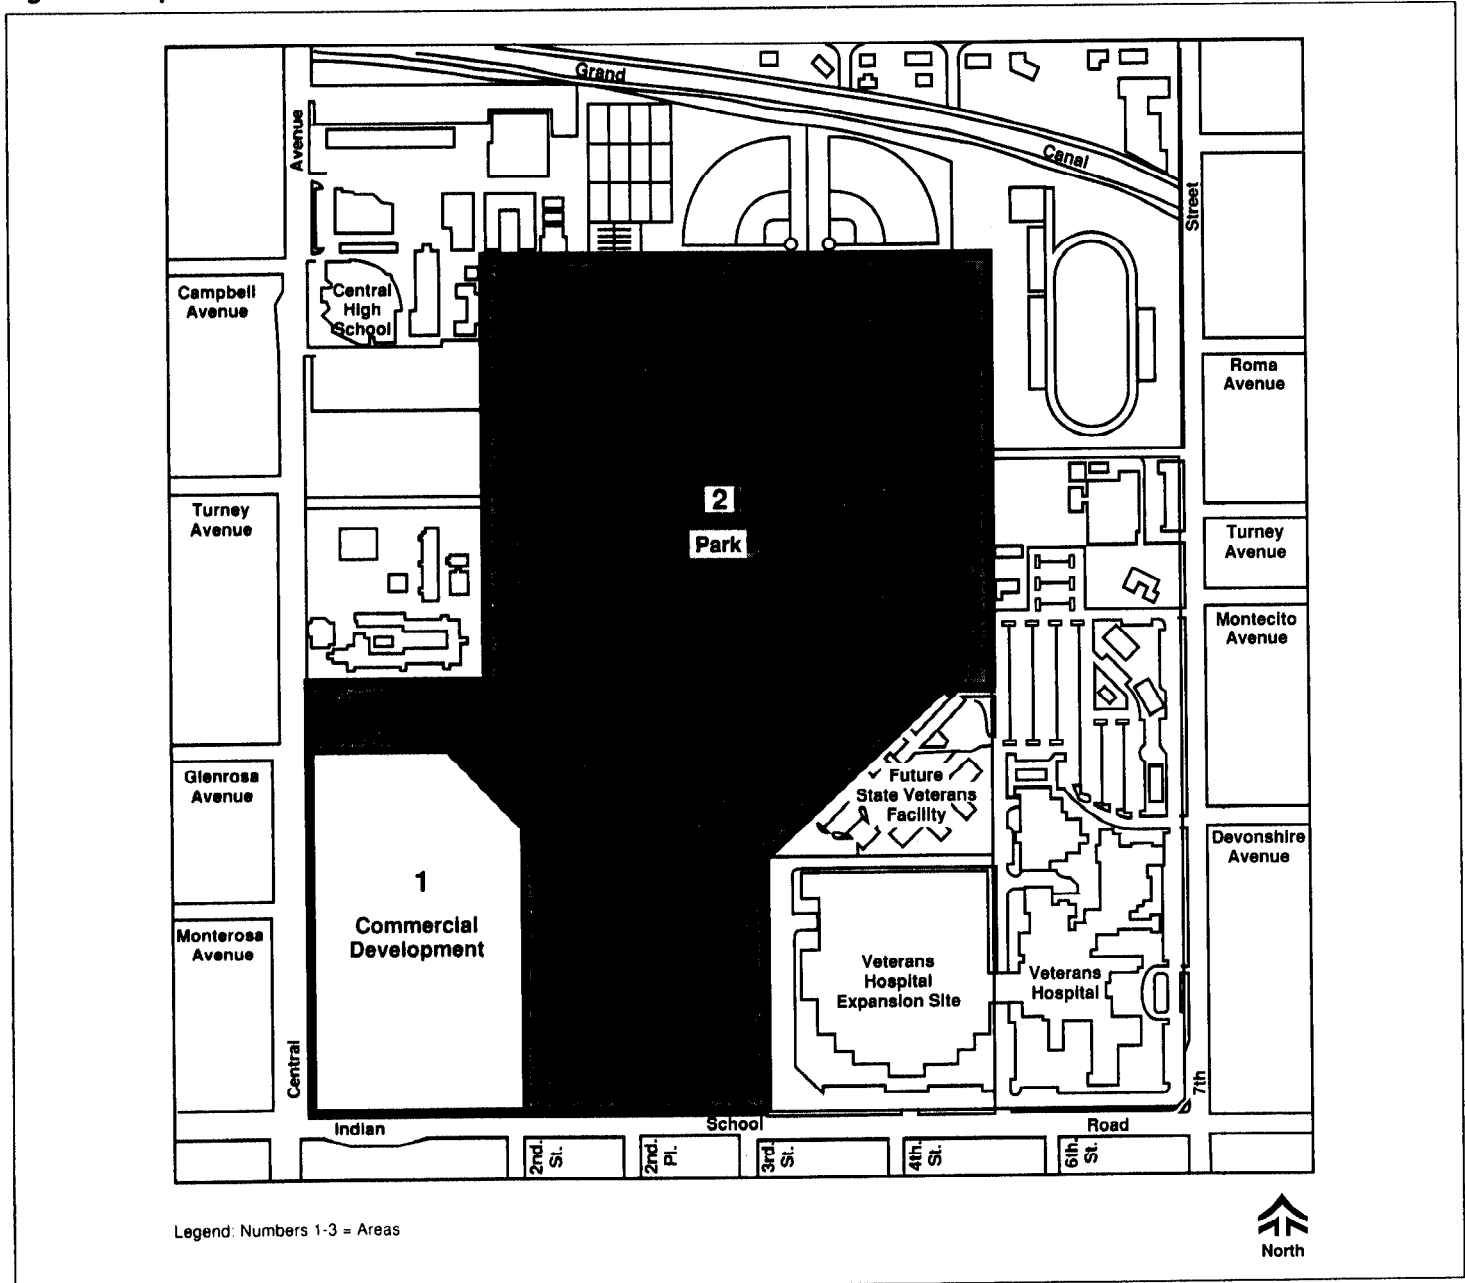 Grand
Canal
Avenue
Street
Campbell
Avenue
Central
High
School
Roma
Avenue
2
Park
Turney
Avenue
Turney
Avenue
Montecito
Avenue
Glenrosa
Avenue
Future
State Veterans
Facility
Devonshire
Avenue
1
Commercial
Development
Monterosa
Avenue
Veterans
Hospital
Expansion Site
Veterans
Hospital
Central
7th
Indian
School
Road
2nd.
St.
2nd.
Pl.
3rd.
St.
4th.
St.
6th.
St.
Legend: Numbers 1-3 = Areas
North